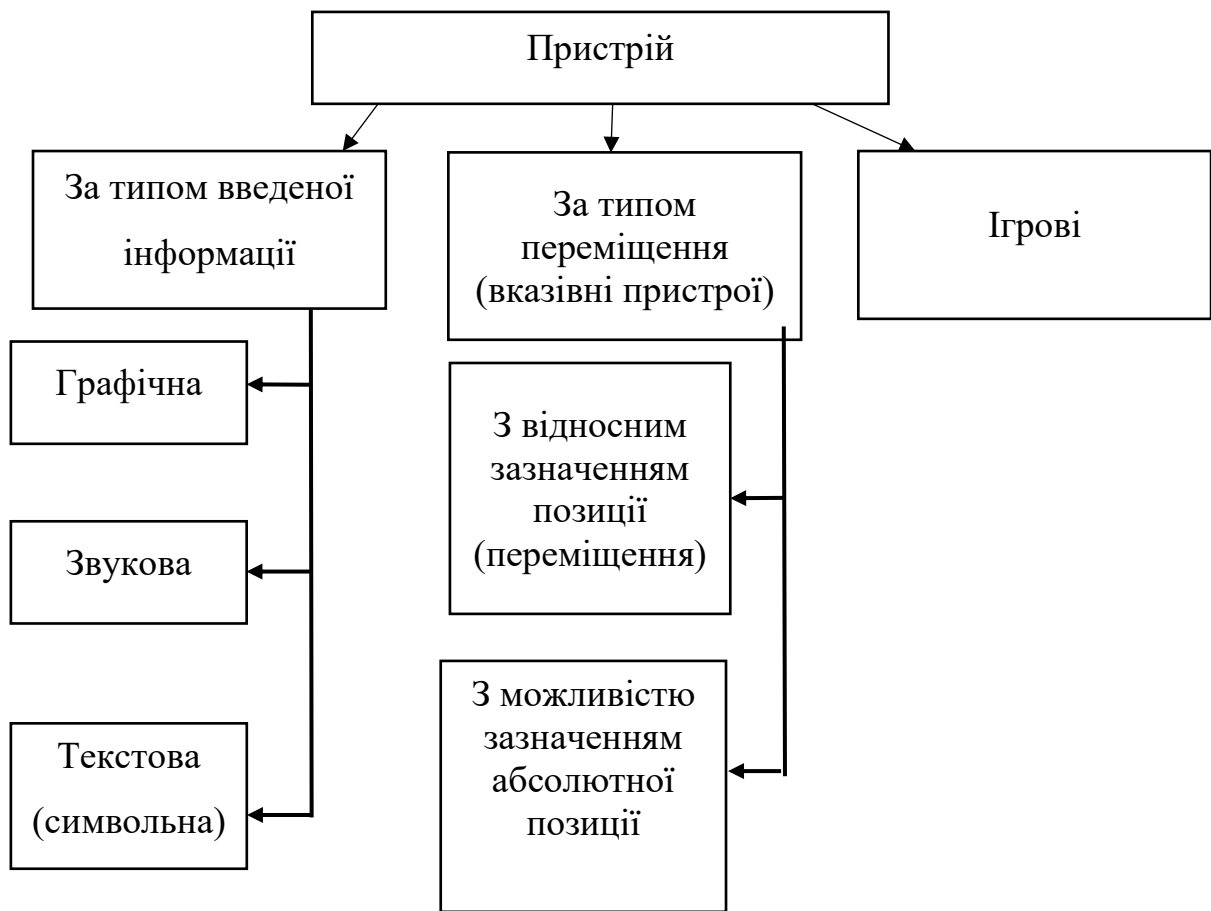 Пристрій
За типом введеної
інформації
За типом
переміщення
(вказівні пристрої)
Ігрові
Графічна
Звукова
Текстова
(символьна)
З відносним
зазначенням
позиції
(переміщення)
З можливістю
зазначенням
абсолютної
позиції